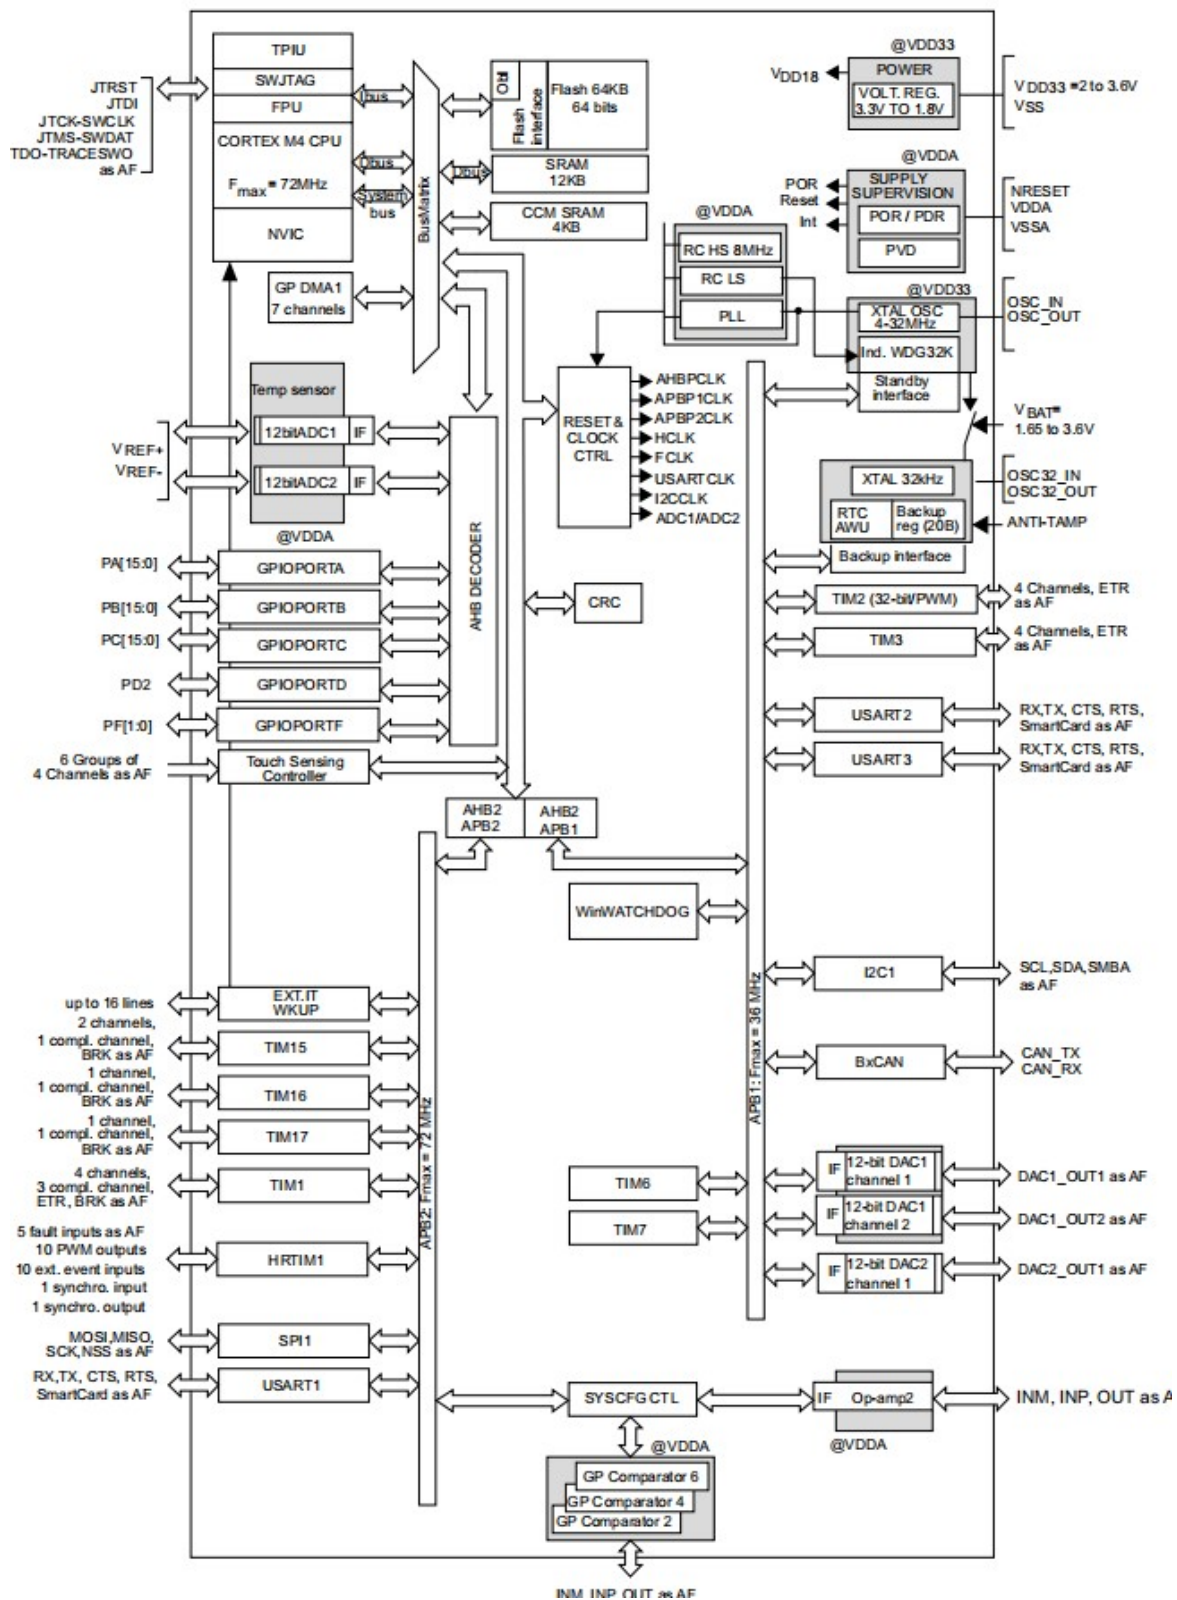 TPIU
SWJTAG
FPU
CORTEX M4 CPU
Fmax = 72MHz
NVIC
JTRST
JTDI
JTCK-SWCLK
JTMS-SWDAT
TDO-TRACESWO
as AF
Ibus
Dbus
System
bus
BusMatrix
GP DMA1
7 channels
Obl
Flash
interface
Flash 64KB
64 bits
Dbus
SRAM
12KB
CCM SRAM
4KB
@VDD33
VDD18
POWER
VOLT. REG.
3.3V TO 1.8V
VDD33 =2 to 3.6V
VSS
@VDDA
POR
Reset
Int
SUPPLY
SUPERVISION
POR / PDR
PVD
NRESET
VDDA
VSSA
@VDDA
RC HS 8MHz
RC LS
PLL
@VDD33
XTAL OSC
4-32MHz
Ind. WDG32K
Standby
interface
OSC_IN
OSC_OUT
VBAT=
1.65 to 3.6V
XTAL 32kHz
RTC
AWU
Backup
reg (20B)
Backup interface
OSC32_IN
OSC32_OUT
ANTI-TAMP
RESET&
CLOCK
CTRL
AHBPCLK
APBP1CLK
APBP2CLK
HCLK
FCLK
USARTCLK
I2CCLK
ADC1/ADC2
Temp sensor
12bitADC1 IF
12bitADC2 IF
@VDDA
VREF+
VREF-
AHB DECODER
PA[15:0]
GPIOPORTA
PB[15:0]
GPIOPORTB
PC[15:0]
GPIOPORTC
PD2
GPIOPORTD
PF[1:0]
GPIOPORTF
6 Groups of
4 Channels as AF
Touch Sensing
Controller
CRC
AHB2
APB2
AHB2
APB1
TIM2 (32-bit/PWM)
4 Channels, ETR
as AF
TIM3
4 Channels, ETR
as AF
USART2
RX,TX, CTS, RTS,
SmartCard as AF
USART3
RX,TX, CTS, RTS,
SmartCard as AF
WinWATCHDOG
APB1: Fmax = 36 MHz
I2C1
SCL,SDA,SMBA
as AF
BxCAN
CAN_TX
CAN_RX
TIM6
TIM7
IF
12-bit DAC1
channel 1
DAC1_OUT1 as AF
IF
12-bit DAC1
channel 2
DAC1_OUT2 as AF
IF
12-bit DAC2
channel 1
DAC2_OUT1 as AF
up to 16 lines
EXT.IT
WKUP
2 channels,
1 compl. channel,
BRK as AF
TIM15
1 channel,
1 compl. channel,
BRK as AF
TIM16
1 channel,
1 compl. channel,
BRK as AF
TIM17
4 channels,
3 compl. channel,
ETR, BRK as AF
TIM1
5 fault inputs as AF
10 PWM outputs
10 ext. event inputs
1 synchro. input
1 synchro. output
HRTIM1
MOSI,MISO,
SCK,NSS as AF
SPI1
RX,TX, CTS, RTS,
SmartCard as AF
USART1
APB2: Fmax = 72 MHz
SYSCFG CTL
IF Op-amp2
@VDDA
INM, INP, OUT as A
@VDDA
GP Comparator 6
GP Comparator 4
GP Comparator 2
INM, INP, OUT as AF